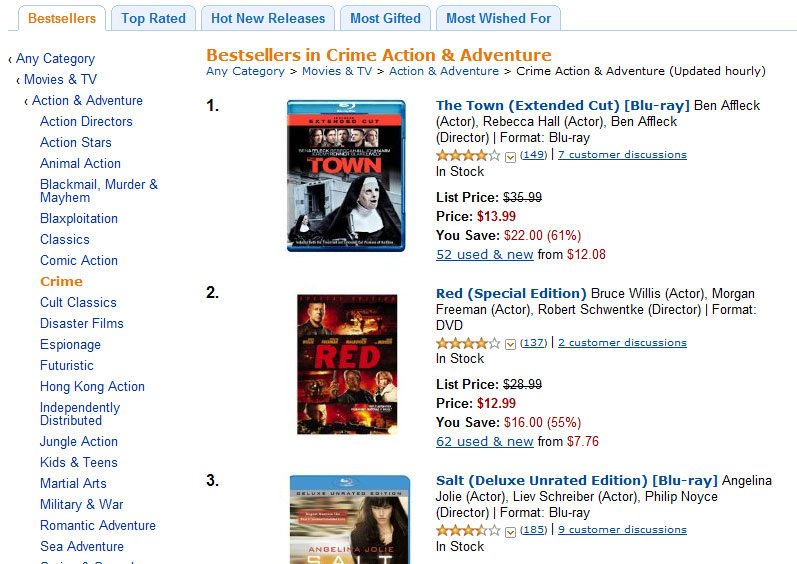 Bestsellers
Top Rated
Hot New Releases
Most Gifted
Most Wished For
‹ Any Category
‹ Movies & TV
‹ Action & Adventure
Action Directors
Action Stars
Animal Action
Blackmail, Murder &
Mayhem
Blaxploitation
Classics
Comic Action
Crime
Cult Classics
Disaster Films
Espionage
Futuristic
Hong Kong Action
Independently
Distributed
Jungle Action
Kids & Teens
Martial Arts
Military & War
Romantic Adventure
Sea Adventure
Bestsellers in Crime Action & Adventure
Any Category > Movies & TV > Action & Adventure > Crime Action & Adventure (Updated hourly)
1.
EXTENDED CUT
TOWN
The Town (Extended Cut) [Blu-ray] Ben Affleck
(Actor), Rebecca Hall (Actor), Ben Affleck
(Director) | Format: Blu-ray
(149) | 7 customer discussions
In Stock
List Price: $35.99
Price: $13.99
You Save: $22.00 (61%)
52 used & new from $12.08
2.
SPECIAL EDITION
RED
Red (Special Edition) Bruce Willis (Actor), Morgan
Freeman (Actor), Robert Schwentke (Director) | Format:
DVD
(137) | 2 customer discussions
In Stock
List Price: $28.99
Price: $12.99
You Save: $16.00 (55%)
62 used & new from $7.76
3.
DELUXE UNRATED EDITION
ANGELINA JOLIE
SALT
Salt (Deluxe Unrated Edition) [Blu-ray] Angelina
Jolie (Actor), Liev Schreiber (Actor), Philip Noyce
(Director) | Format: Blu-ray
(185) | 9 customer discussions
In Stock